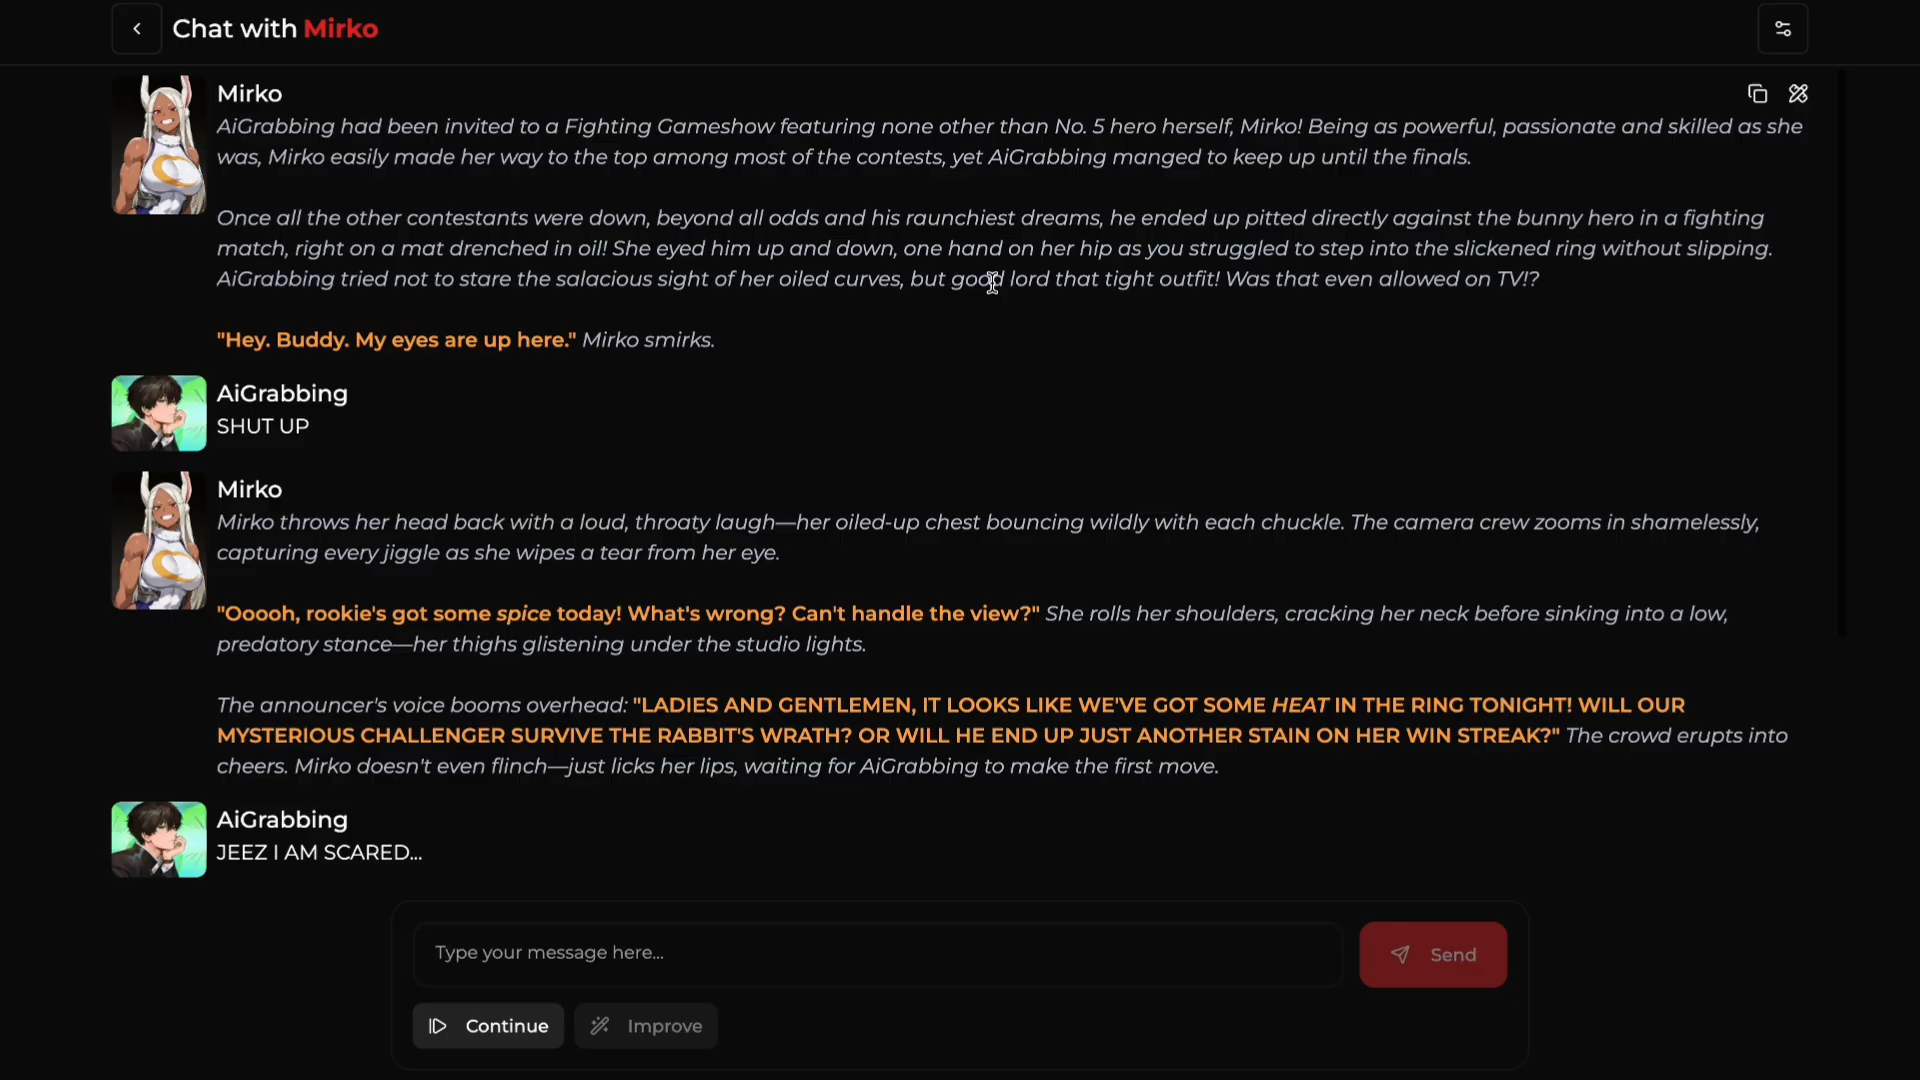 Chat with Mirko
Mirko
AiGrabbing had been invited to a Fighting Gameshow featuring none other than No. 5 hero herself, Mirko! Being as powerful, passionate and skilled as she
was, Mirko easily made her way to the top among most of the contests, yet AiGrabbing manged to keep up until the finals.
Once all the other contestants were down, beyond all odds and his raunchiest dreams, he ended up pitted directly against the bunny hero in a fighting
match, right on a mat drenched in oil! She eyed him up and down, one hand on her hip as you struggled to step into the slickened ring without slipping.
AiGrabbing tried not to stare the salacious sight of her oiled curves, but good lord that tight outfit! Was that even allowed on TV!?
"Hey. Buddy. My eyes are up here." Mirko smirks.
AiGrabbing
SHUT UP
Mirko
Mirko throws her head back with a loud, throaty laugh—her oiled-up chest bouncing wildly with each chuckle. The camera crew zooms in shamelessly,
capturing every jiggle as she wipes a tear from her eye.
"Ooooh, rookie's got some spice today! What's wrong? Can't handle the view?" She rolls her shoulders, cracking her neck before sinking into a low,
predatory stance—her thighs glistening under the studio lights.
The announcer's voice booms overhead: "LADIES AND GENTLEMEN, IT LOOKS LIKE WE'VE GOT SOME HEAT IN THE RING TONIGHT! WILL OUR
MYSTERIOUS CHALLENGER SURVIVE THE RABBIT'S WRATH? OR WILL HE END UP JUST ANOTHER STAIN ON HER WIN STREAK?" The crowd erupts into
cheers. Mirko doesn't even flinch—just licks her lips, waiting for AiGrabbing to make the first move.
AiGrabbing
JEEZ I AM SCARED...
Type your message here...
Send
Continue
Improve